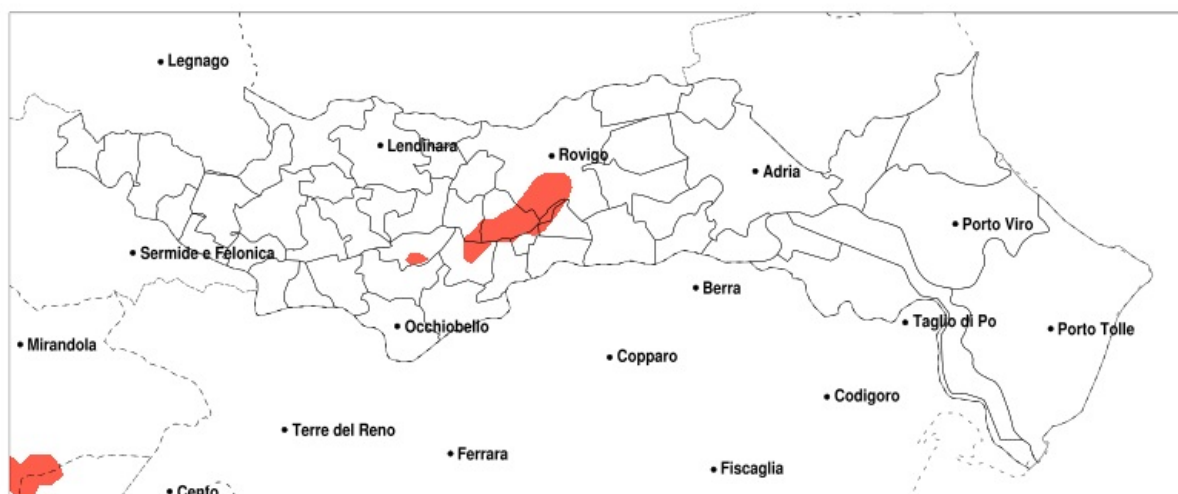 Legnago
Lendinara
Rovigo
Adria
Porto Viro
Sermide e Felonica
Berra
Taglio di Po
Porto Tolle
Occhiobello
Mirandola
Copparo
Codigoro
Terre del Reno
Ferrara
Fiscaglia
Cento